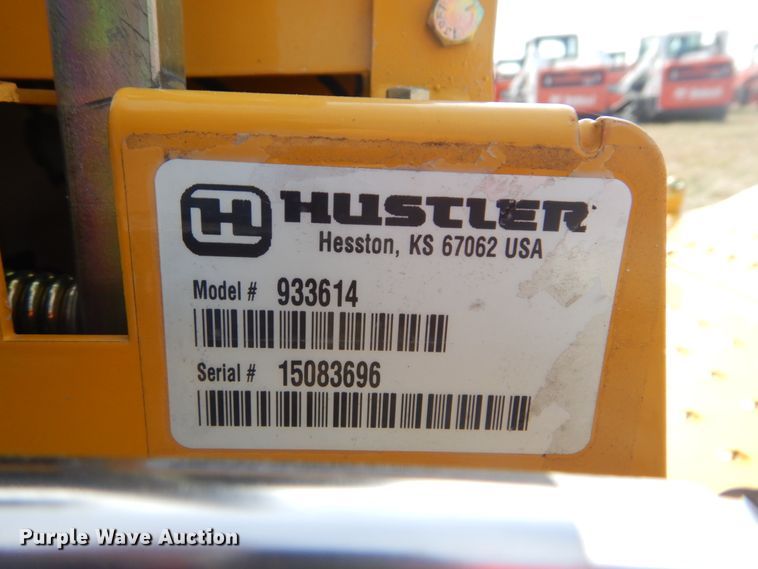 H HUSTLER
Hesston, KS 67062 USA
Model # 933614
Serial # 15083696
Purple Wave Auction